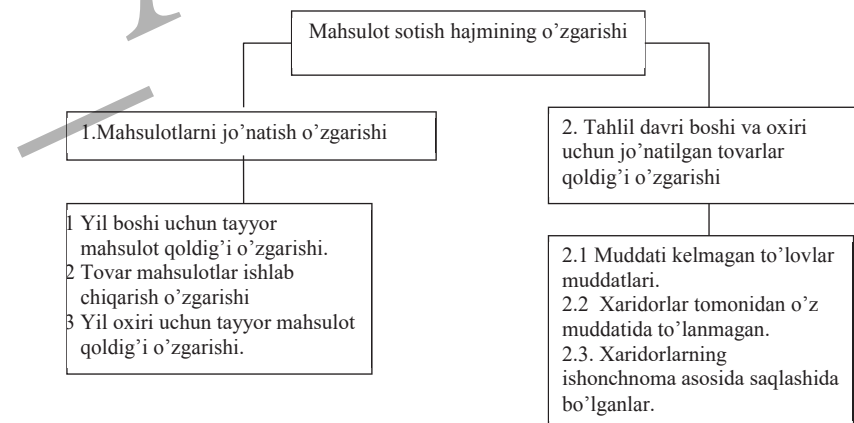 Mahsulot sotish hajmining o’zgarishi
1.Mahsulotlarni jo’natish o’zgarishi
1 Yil boshi uchun tayyor
mahsulot qoldig’i o’zgarishi.
2 Tovar mahsulotlar ishlab
chiqarish o’zgarishi
3 Yil oxiri uchun tayyor mahsulot
qoldig’i o’zgarishi.
2. Tahlil davri boshi va oxiri
uchun jo’natilgan tovarlar
qoldig’i o’zgarishi
2.1 Muddati kelmagan to’lovlar
muddatlari.
2.2 Xaridorlar tomonidan o’z
muddatida to’lanmagan.
2.3. Xaridorlarning
ishonchnoma asosida saqlashida
bo’lganlar.